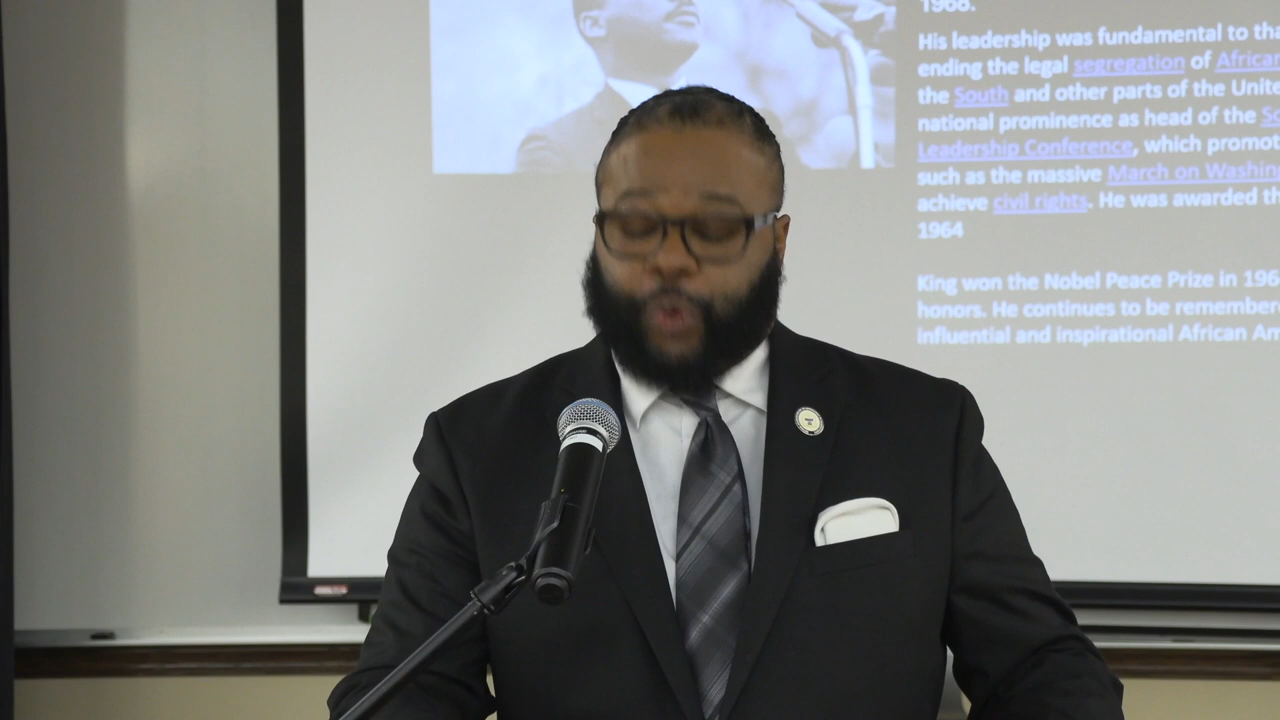 1968.
His leadership was fundamental to tha
ending the legal segregation of African
the South and other parts of the Unite
national prominence as head of the So
Leadership Conference, which promot
such as the massive March on Washing
achieve civil rights. He was awarded th
1964
King won the Nobel Peace Prize in 196
honors. He continues to be remember
influential and inspirational African Am